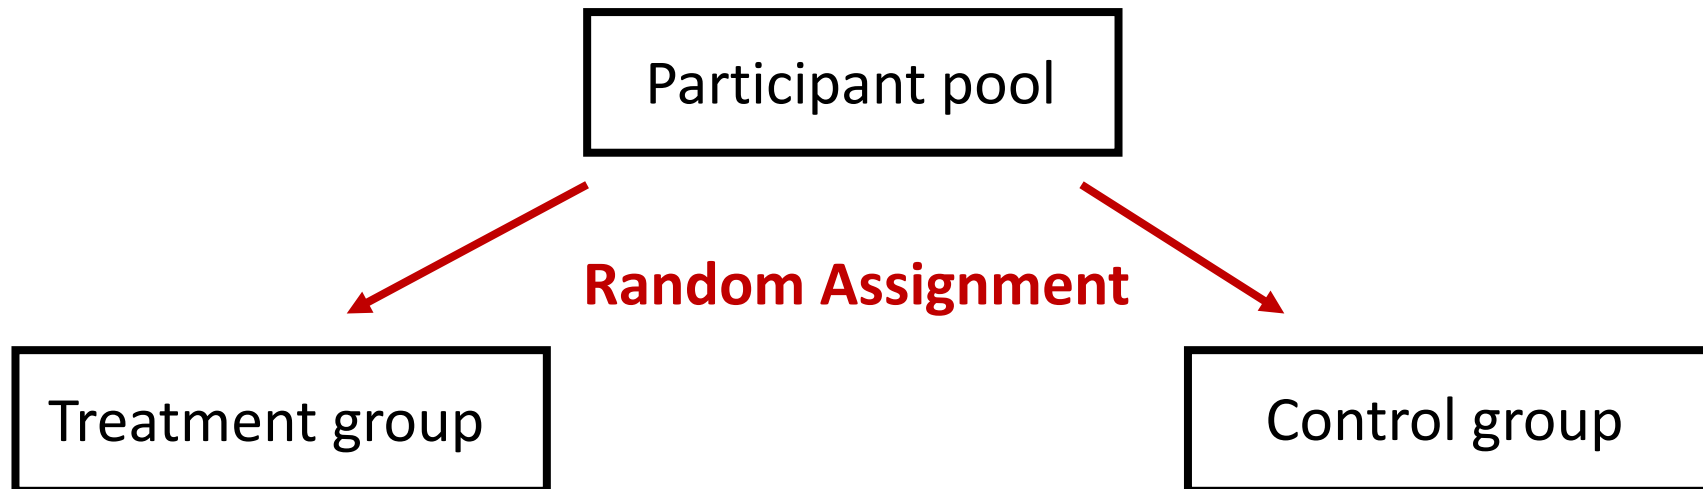 Participant pool
Random Assignment
Treatment group
Control group